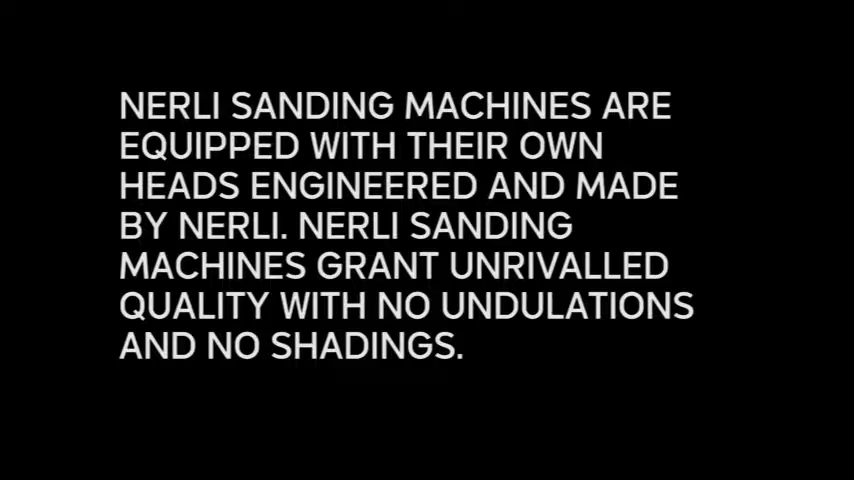 NERLI SANDING MACHINES ARE
EQUIPPED WITH THEIR OWN
HEADS ENGINEERED AND MADE
BY NERLI. NERLI SANDING
MACHINES GRANT UNRIVALLED
QUALITY WITH NO UNDULATIONS
AND NO SHADINGS.